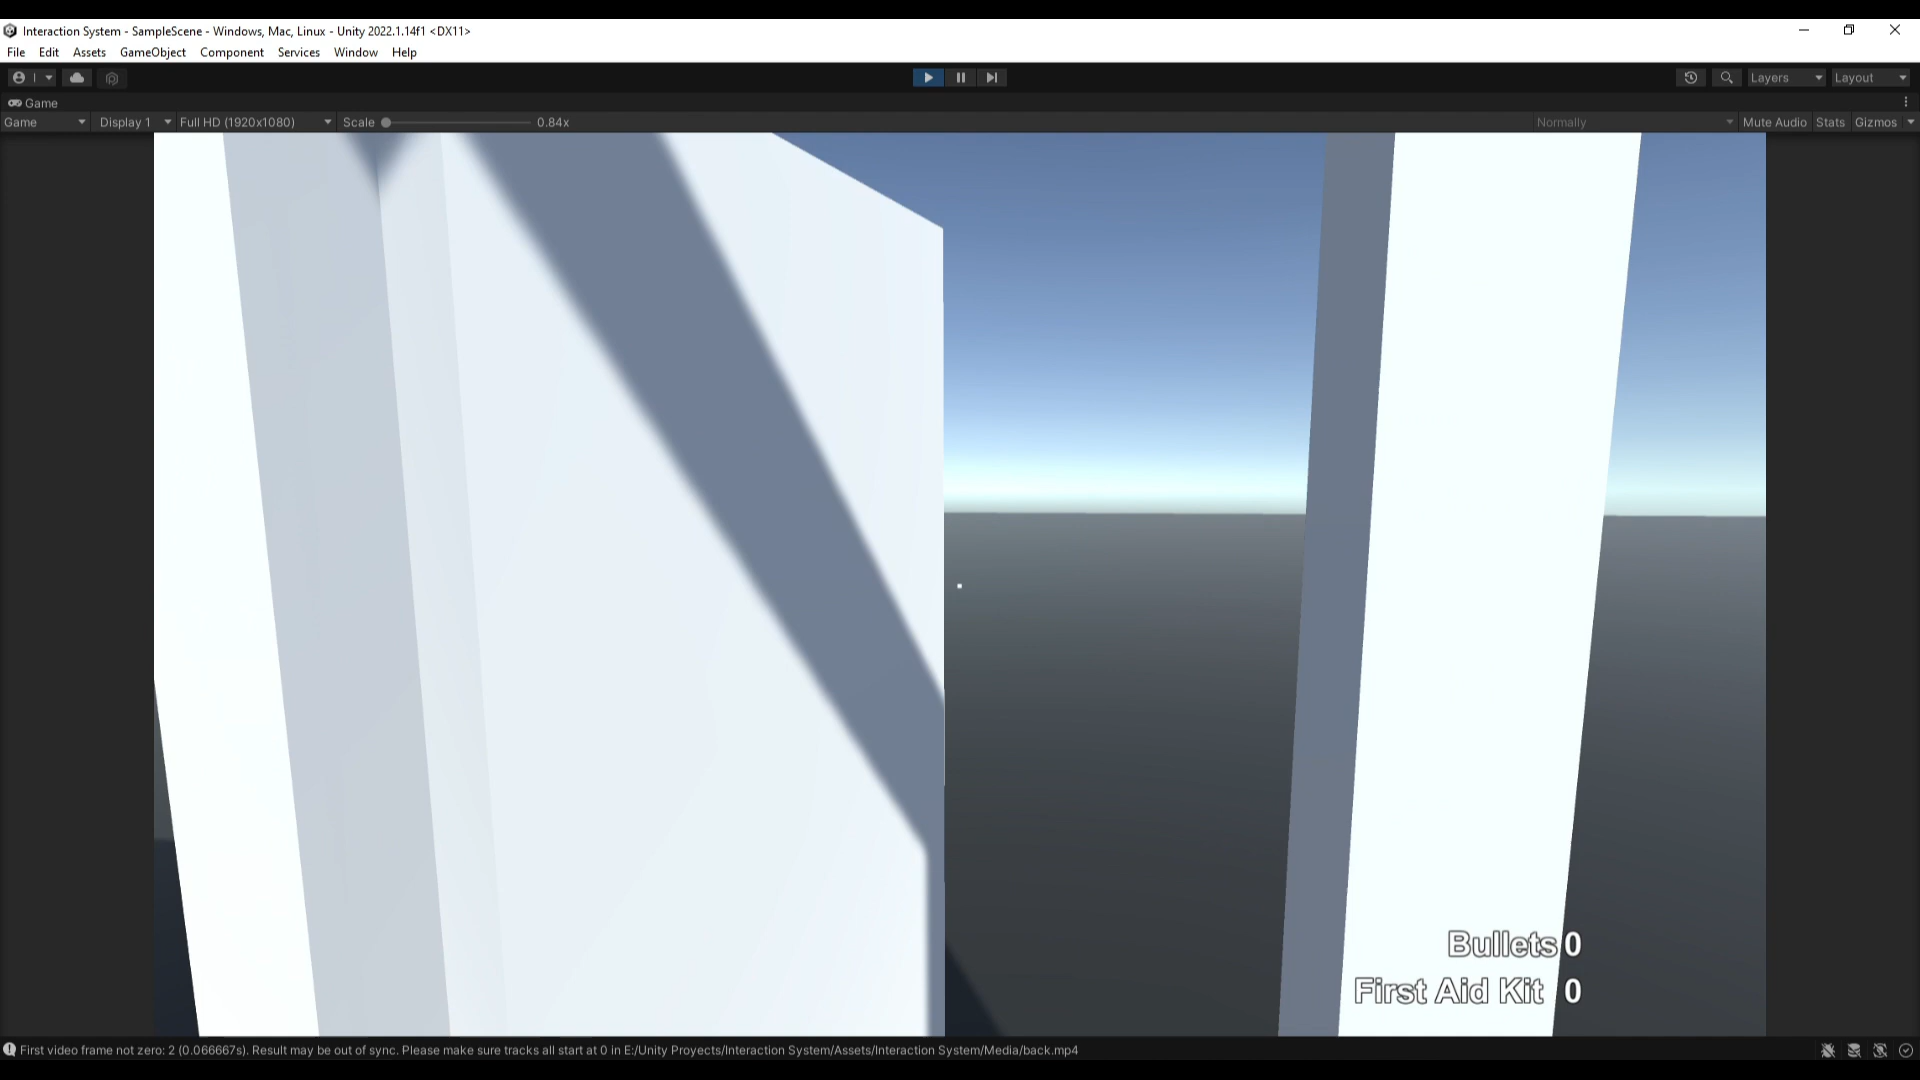 Interaction System - SampleScene - Windows, Mac, Linux - Unity 2022.1.14f1 <DX11>
File Edit Assets GameObject Component Services Window Help
I Layers Layout
Game
Game Display 1 Full HD (1920x1080) Scale 0.84x Normally Mute Audio Stats Gizmos
Bullets 0
First Aid Kit 0
First video frame not zero: 2 (0.066667s). Result may be out of sync. Please make sure tracks all start at 0 in E:/Unity Proyects/Interaction System/Assets/Interaction System/Media/back.mp4